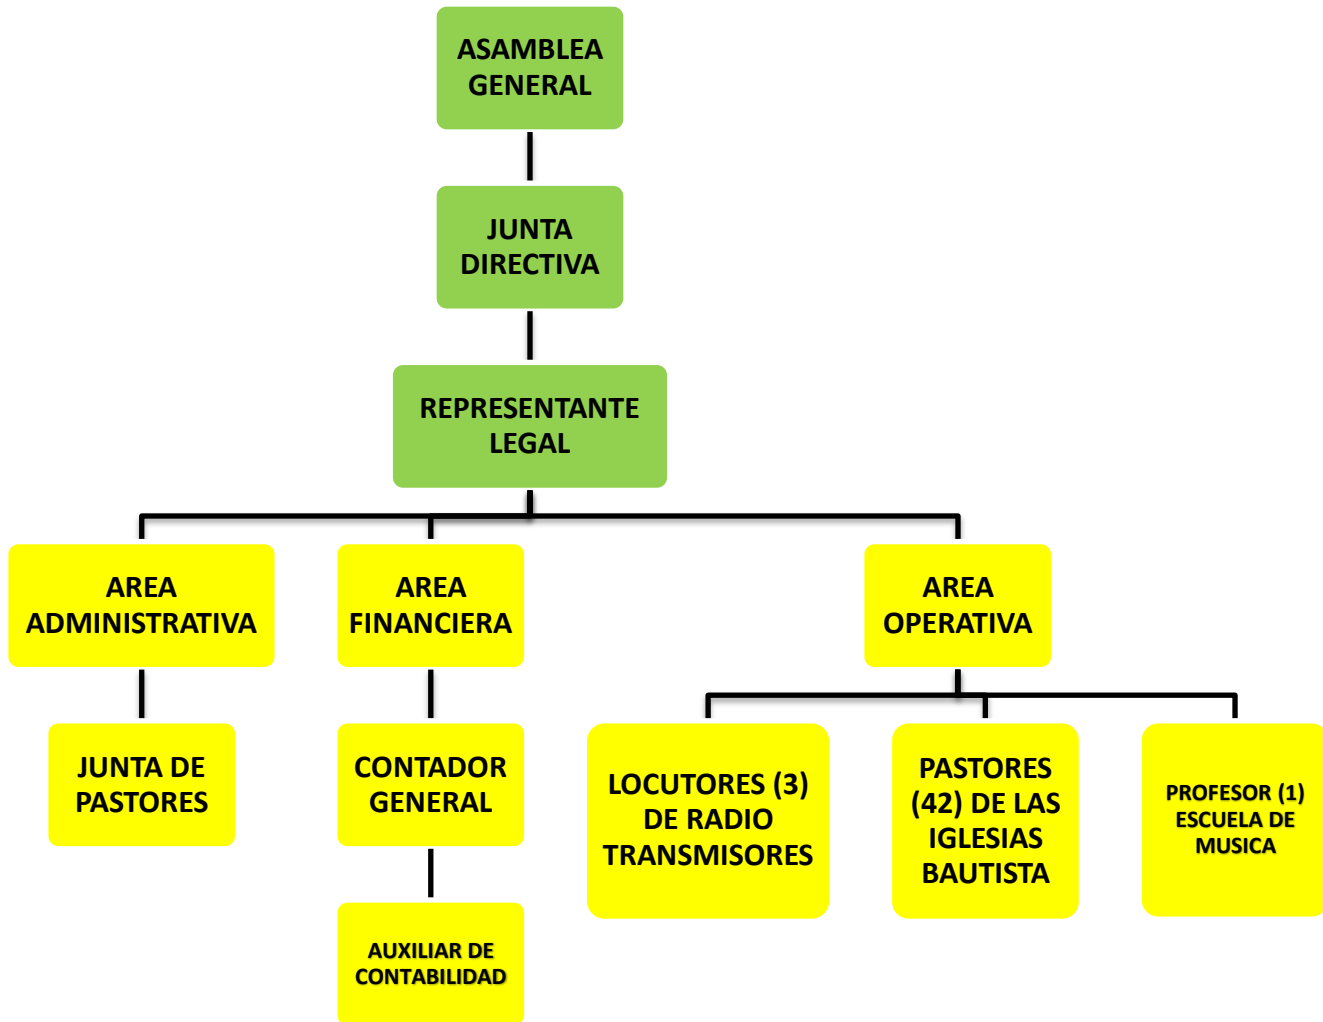 ASAMBLEA
GENERAL
JUNTA
DIRECTIVA
REPRESENTANTE
LEGAL
AREA
ADMINISTRATIVA
AREA
FINANCIERA
AREA
OPERATIVA
JUNTA DE
PASTORES
CONTADOR
GENERAL
LOCUTORES (3)
DE RADIO
TRANSMISORES
PASTORES
(42) DE LAS
IGLESIAS
BAUTISTA
PROFESOR (1)
ESCUELA DE
MUSICA
AUXILIAR DE
CONTABILIDAD